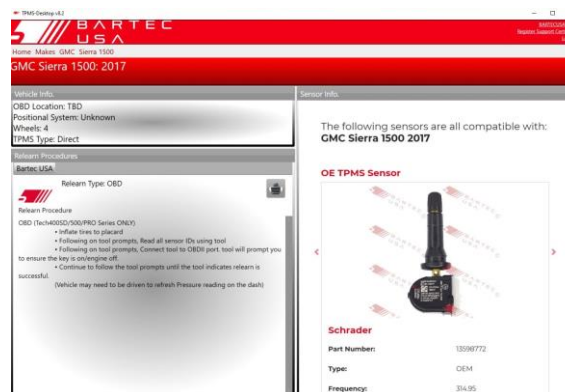 TPMS-Desktop v8.2
BARTEC
USA
BARTECUSA
Register Support Cent
Home Makes GMC Sierra 1500
GMC Sierra 1500: 2017
Vehicle Info.
OBD Location: TBD
Positional System: Unknown
Wheels: 4
TPMS Type: Direct
Relearn Procedures
Bartec USA
Relearn Type: OBD
Relearn Procedure
OBD (Tech400SD/500/PRO Series ONLY)
• Inflate tires to placard
• Following on tool prompts, Read all sensor IDs using tool
• Following on tool prompts, Connect tool to OBDII port. tool will prompt you
to ensure the key is on/engine off.
• Continue to follow the tool prompts until the tool indicates relearn is
successful.
(Vehicle may need to be driven to refresh Pressure reading on the dash)
Sensor Info.
The following sensors are all compatible with:
GMC Sierra 1500 2017
OE TPMS Sensor
Schrader
Part Number: 13598772
Type: OEM
Frequency: 314.95